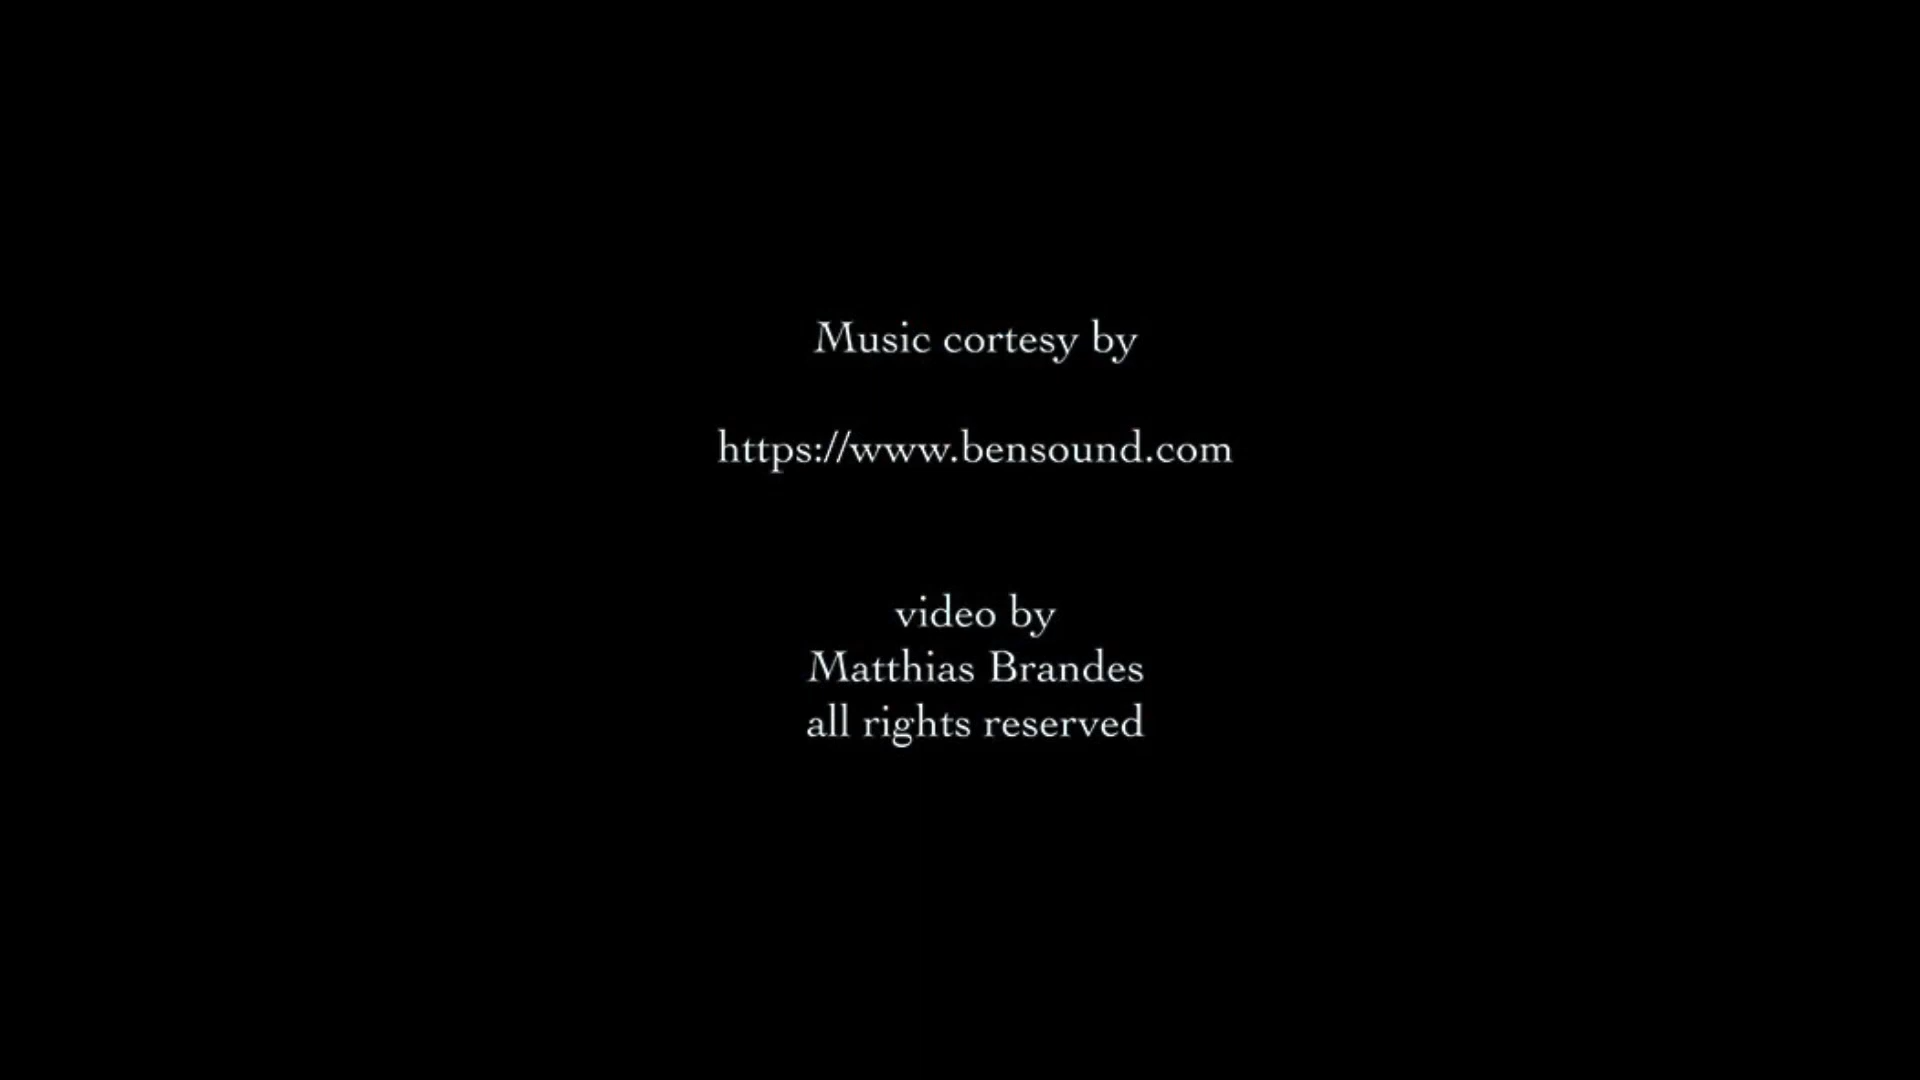 Music cortesy by
https://www.bensound.com
video by
Matthias Brandes
all rights reserved